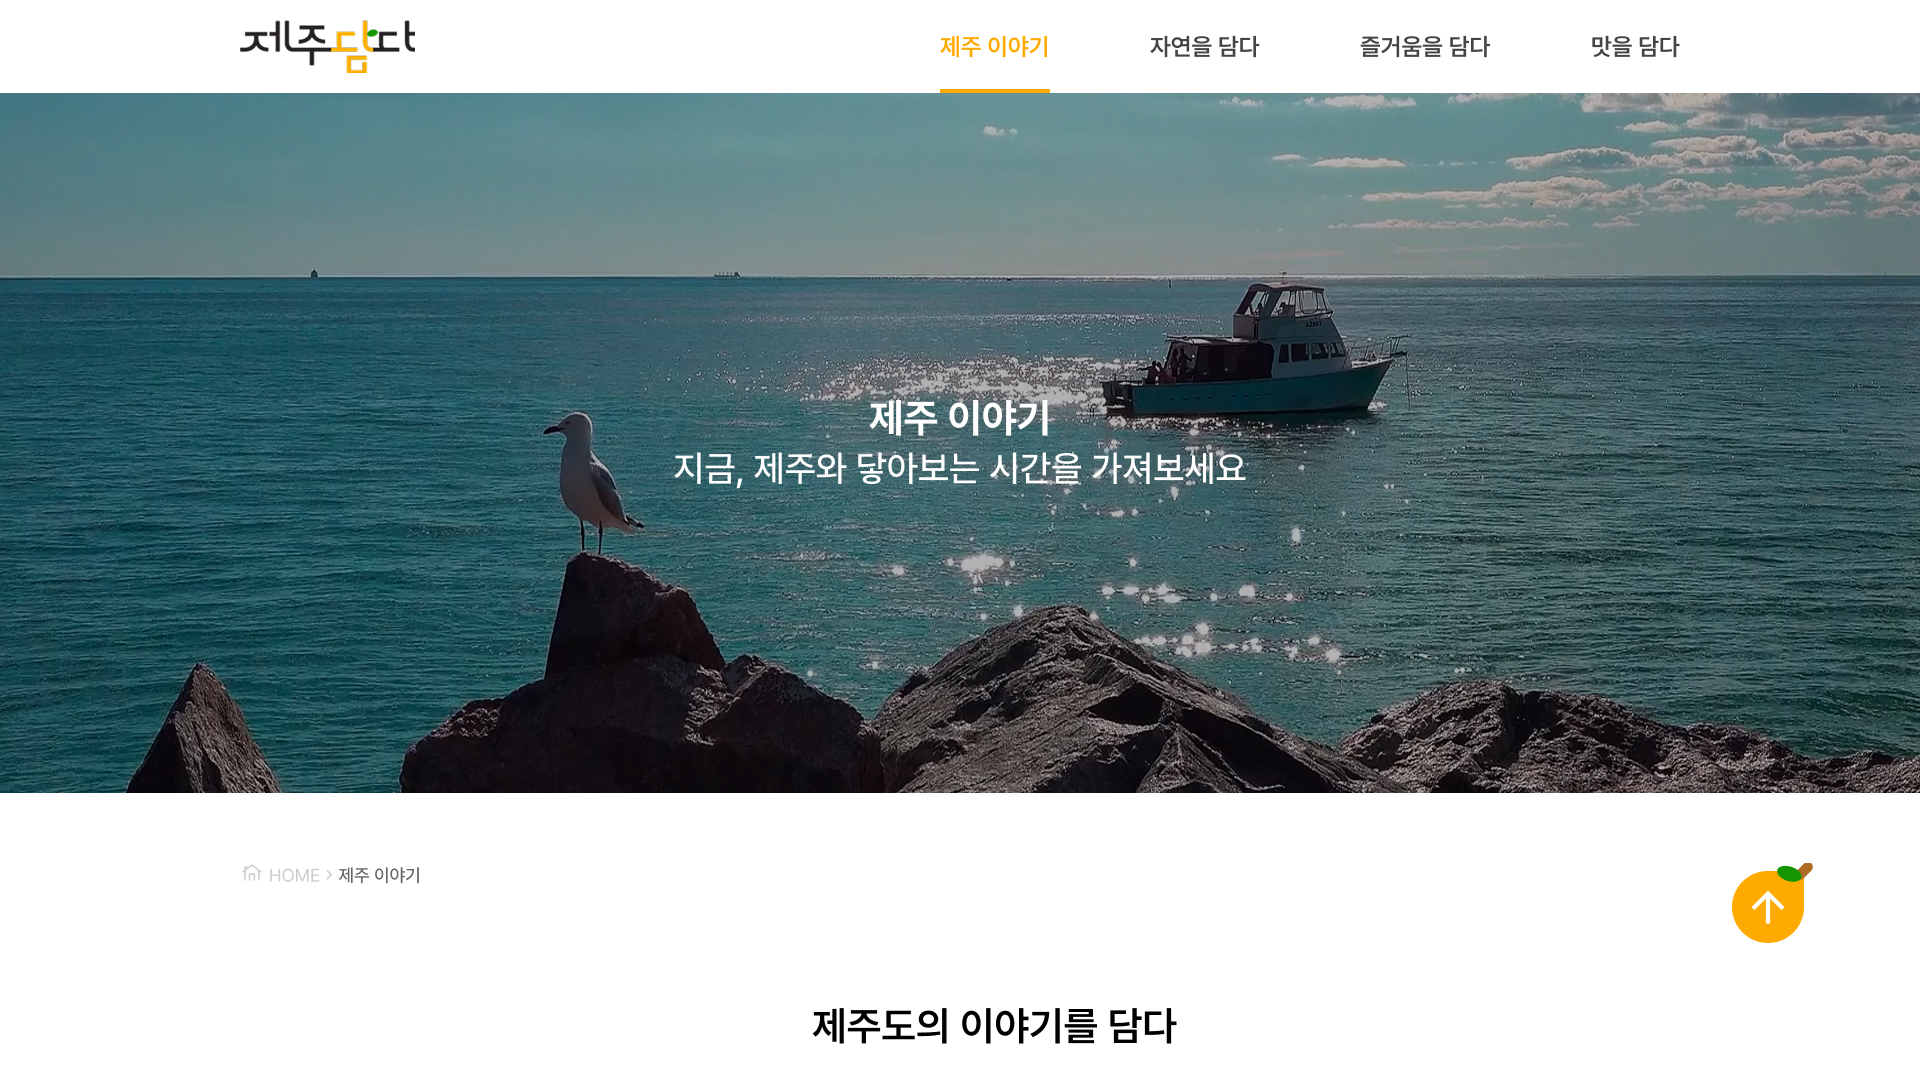 제주담다
제주 이야기
자연을 담다
즐거움을 담다
맛을 담다
제주 이야기
지금, 제주와 닿아보는 시간을 가져보세요
HOME > 제주 이야기
제주도의 이야기를 담다